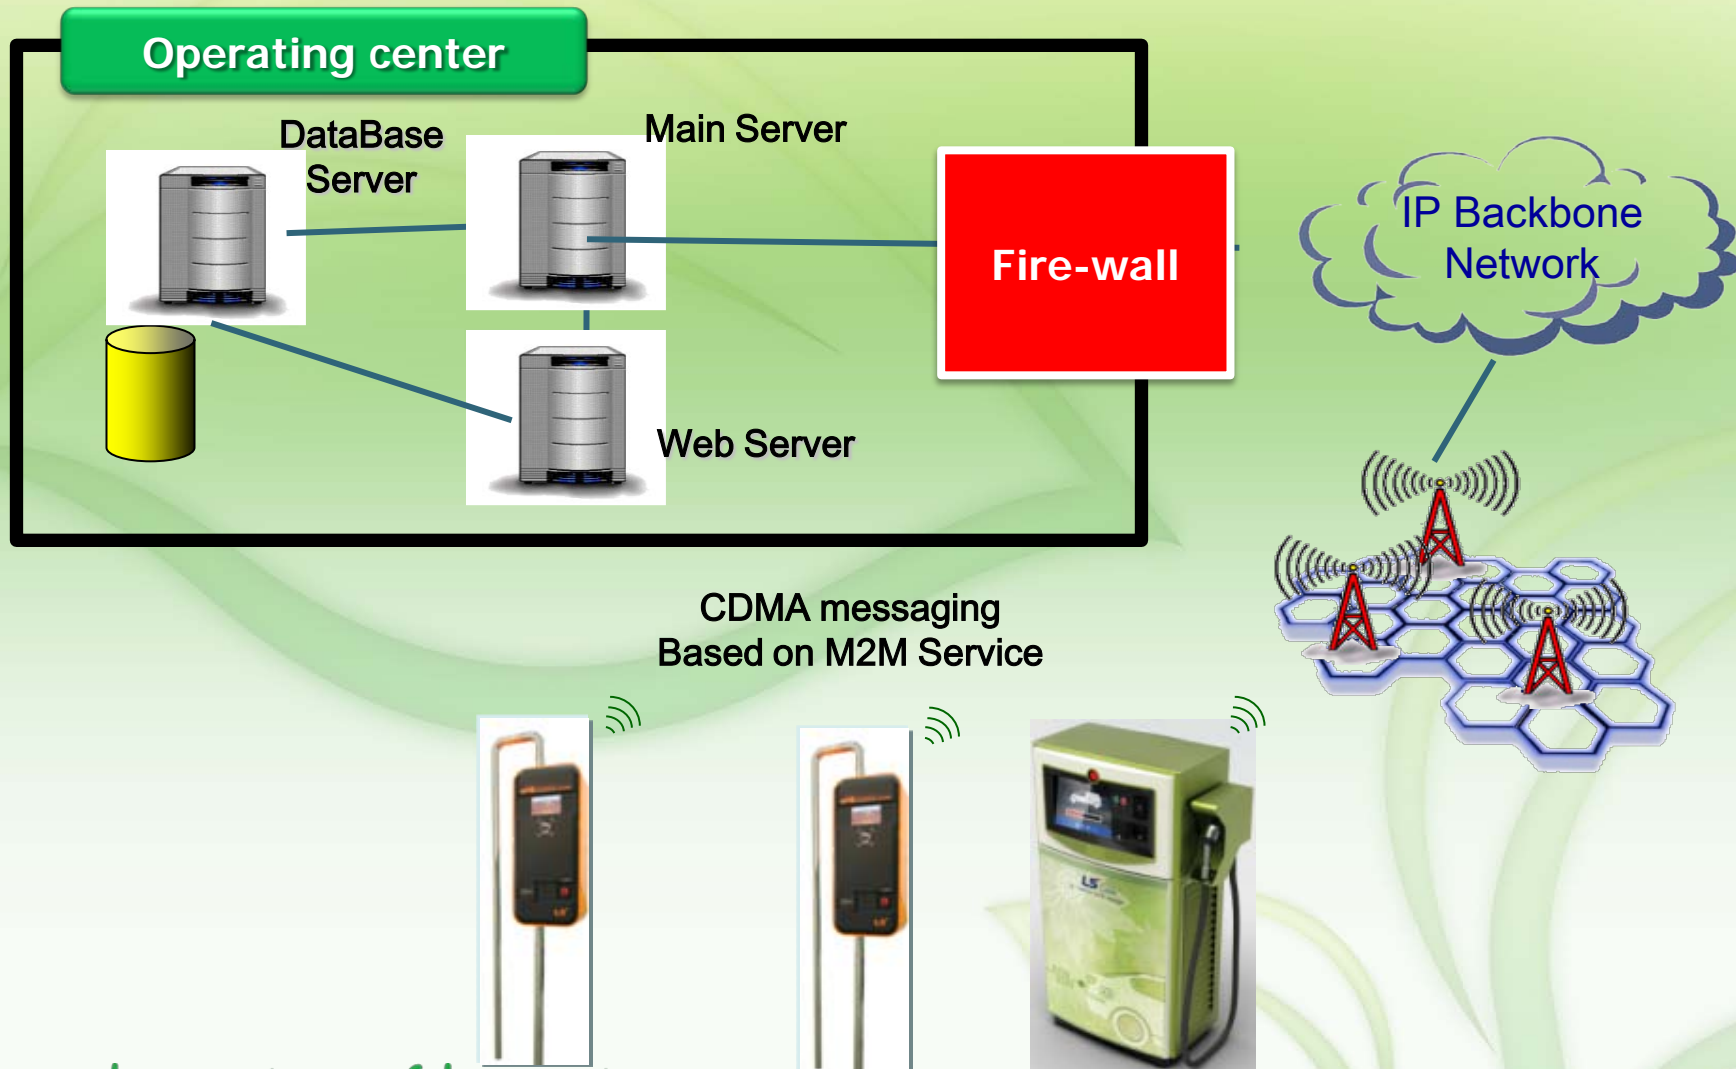 Operating center
DataBase
Server
Main Server
Fire-wall
IP Backbone
Network
Web Server
CDMA messaging
Based on M2M Service
LS